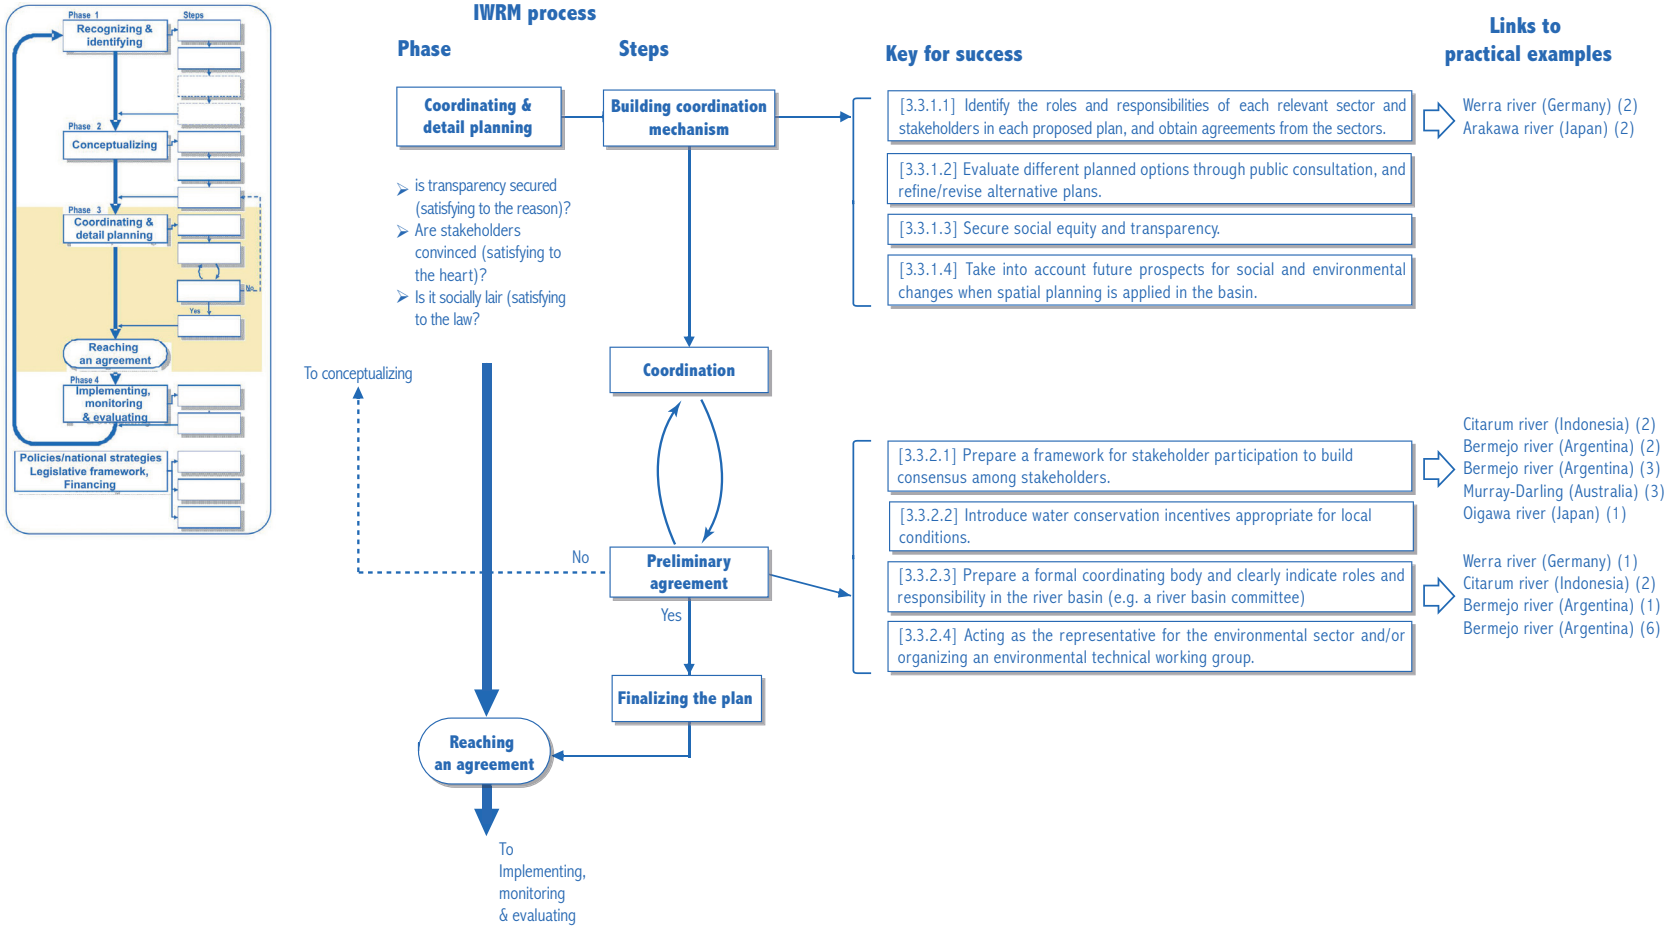 Phase 1
Steps
Recognizing &
identifying
Phase 2
Conceptualizing
Phase 3
Coordinating &
detail planning
No
Yes
Reaching
an agreement
Phase 4
Implementing,
monitoring
& evaluating
Policies/national strategies
Legislative framework,
Financing
IWRM process
Phase
Steps
Key for success
Links to
practical examples
Coordinating &
detail planning
Building coordination
mechanism
is transparency secured
(satisfying to the reason)?
Are stakeholders
convinced (satisfying to
the heart)?
Is it socially lair (satisfying
to the law?
[3.3.1.1] Identify the roles and responsibilities of each relevant sector and
stakeholders in each proposed plan, and obtain agreements from the sectors.
[3.3.1.2] Evaluate different planned options through public consultation, and
refine/revise alternative plans.
[3.3.1.3] Secure social equity and transparency.
[3.3.1.4] Take into account future prospects for social and environmental
changes when spatial planning is applied in the basin.
Werra river (Germany) (2)
Arakawa river (Japan) (2)
To conceptualizing
Coordination
No
Preliminary
agreement
Yes
Finalizing the plan
Reaching
an agreement
To
Implementing,
monitoring
& evaluating
[3.3.2.1] Prepare a framework for stakeholder participation to build
consensus among stakeholders.
[3.3.2.2] Introduce water conservation incentives appropriate for local
conditions.
[3.3.2.3] Prepare a formal coordinating body and clearly indicate roles and
responsibility in the river basin (e.g. a river basin committee)
[3.3.2.4] Acting as the representative for the environmental sector and/or
organizing an environmental technical working group.
Citarum river (Indonesia) (2)
Bermejo river (Argentina) (2)
Bermejo river (Argentina) (3)
Murray-Darling (Australia) (3)
Oigawa river (Japan) (1)
Werra river (Germany) (1)
Citarum river (Indonesia) (2)
Bermejo river (Argentina) (1)
Bermejo river (Argentina) (6)